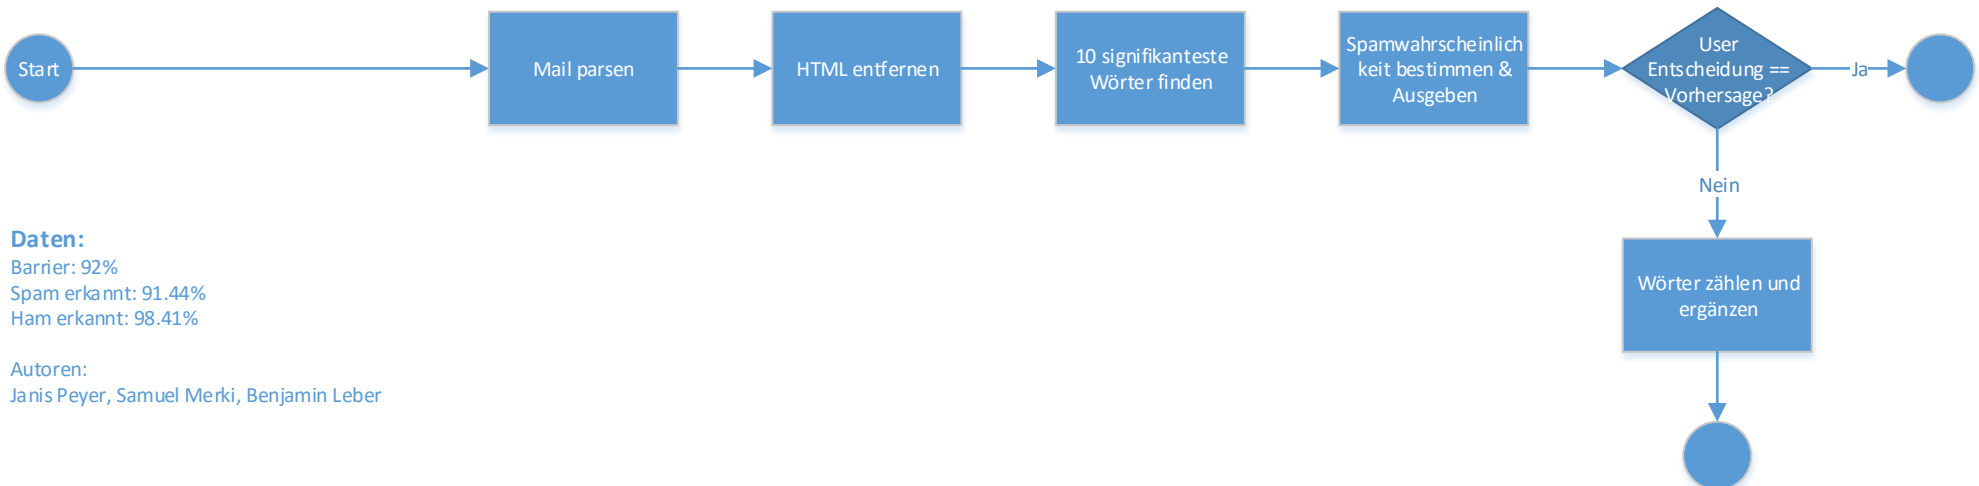 Start
Mail parsen
HTML entfernen
10 signifikanteste
Wörter finden
Spamwahrscheinlich
keit bestimmen &
Ausgeben
User
Entscheidung ==
Vorhersage?
Ja
Nein
Wörter zählen und
ergänzen
Daten:
Barrier: 92%
Spam erkannt: 91.44%
Ham erkannt: 98.41%
Autoren:
Janis Peyer, Samuel Merki, Benjamin Leber